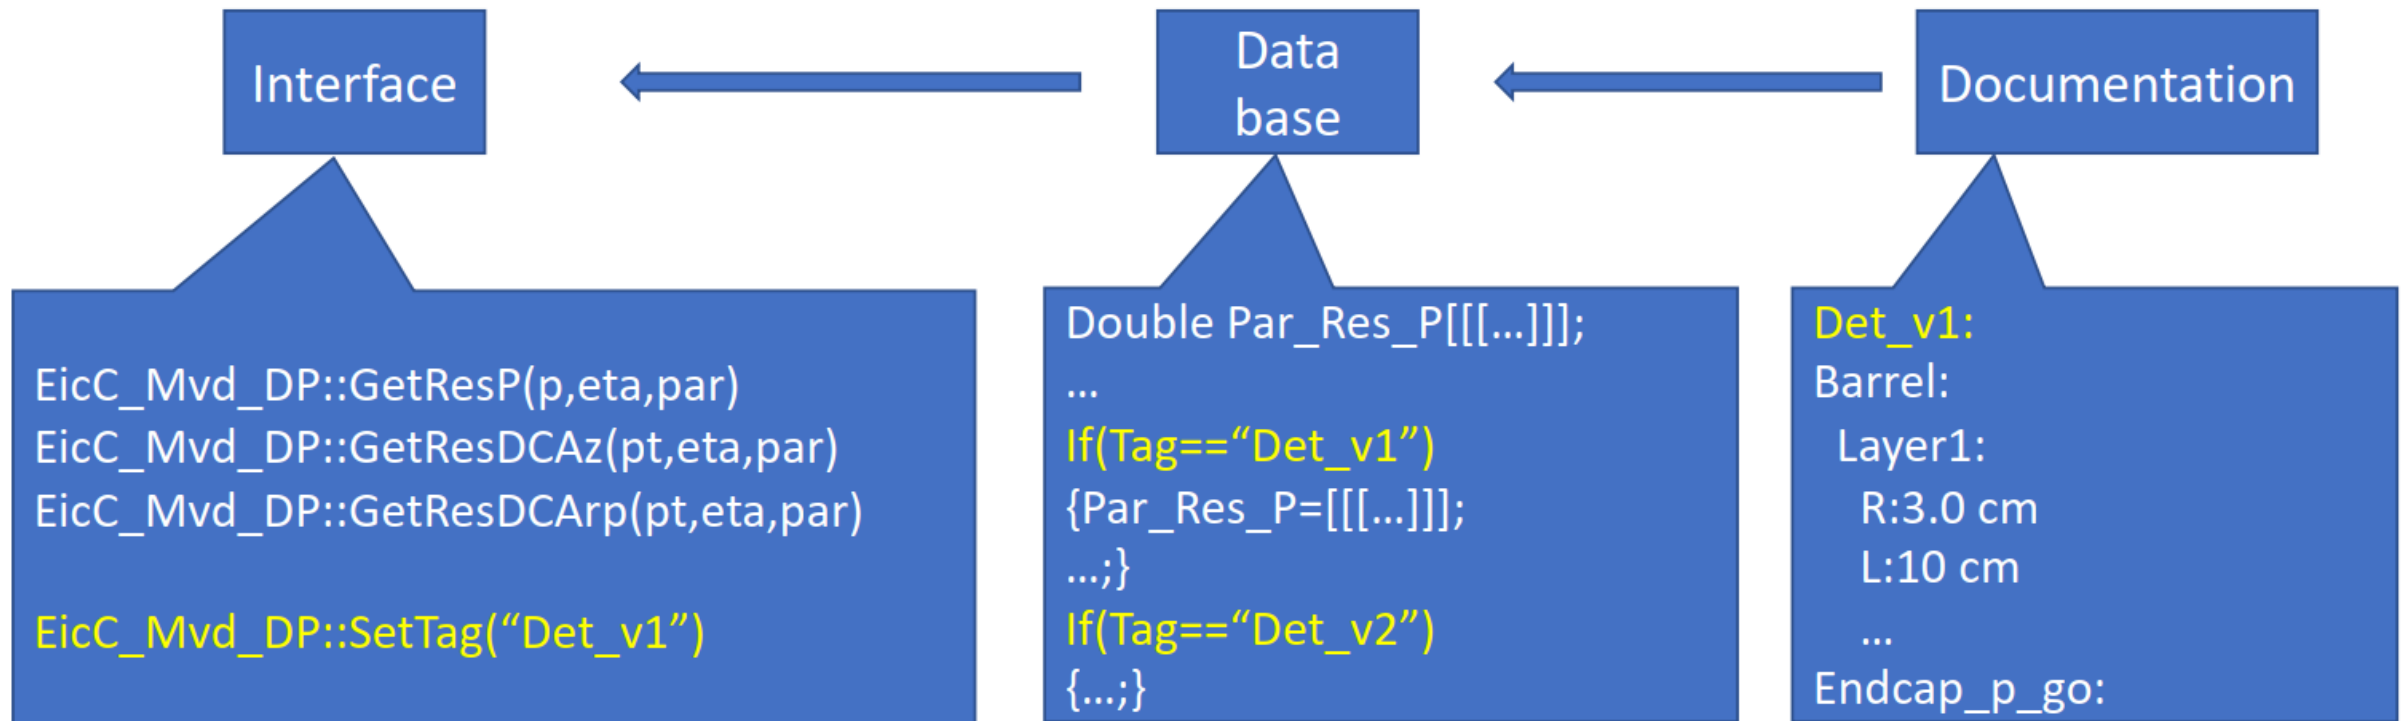 Interface
Data
base
Documentation
EicC_Mvd_DP::GetResP(p,eta,par)
EicC_Mvd_DP::GetResDCAz(pt,eta,par)
EicC_Mvd_DP::GetResDCArp(pt,eta,par)
EicC_Mvd_DP::SetTag(“Det_v1”)
Double Par_Res_P[[[…]]];
…
If(Tag==“Det_v1”)
{Par_Res_P=[[[…]]];
…;}
If(Tag==“Det_v2”)
{…;}
Det_v1:
Barrel:
Layer1:
R:3.0 cm
L:10 cm
…
Endcap_p_go: